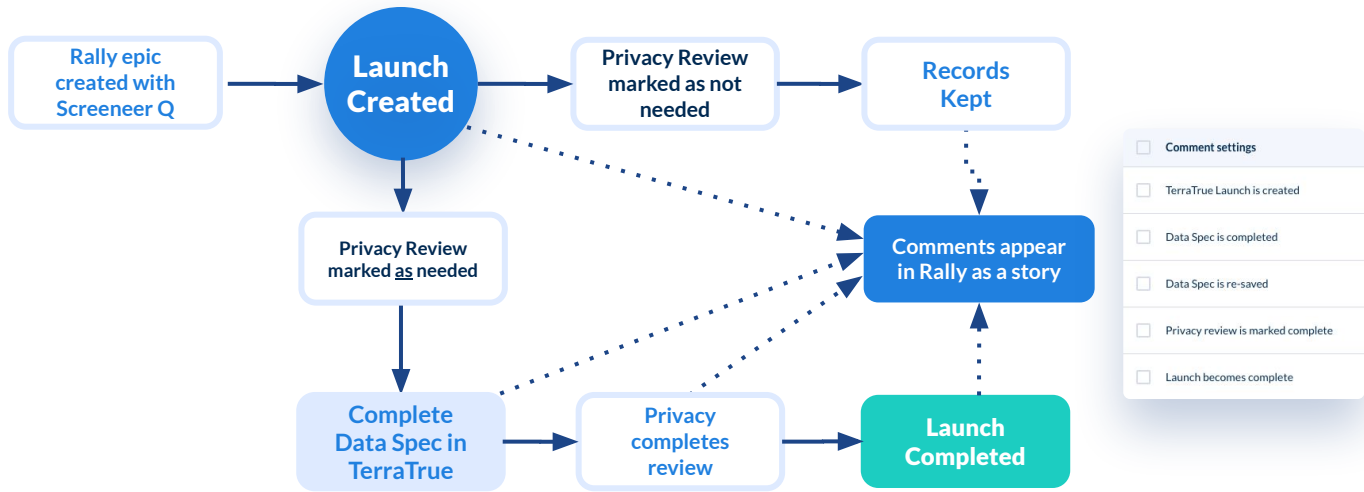 Rally epic
created with
Screeneer Q
Launch
Created
Privacy Review
marked as not
needed
Records
Kept
Privacy Review
marked as needed
Comments appear
in Rally as a story
Complete
Data Spec in
TerraTrue
Privacy
completes
review
Launch
Completed
Comment settings
TerraTrue Launch is created
Data Spec is completed
Data Spec is re-saved
Privacy review is marked complete
Launch becomes complete